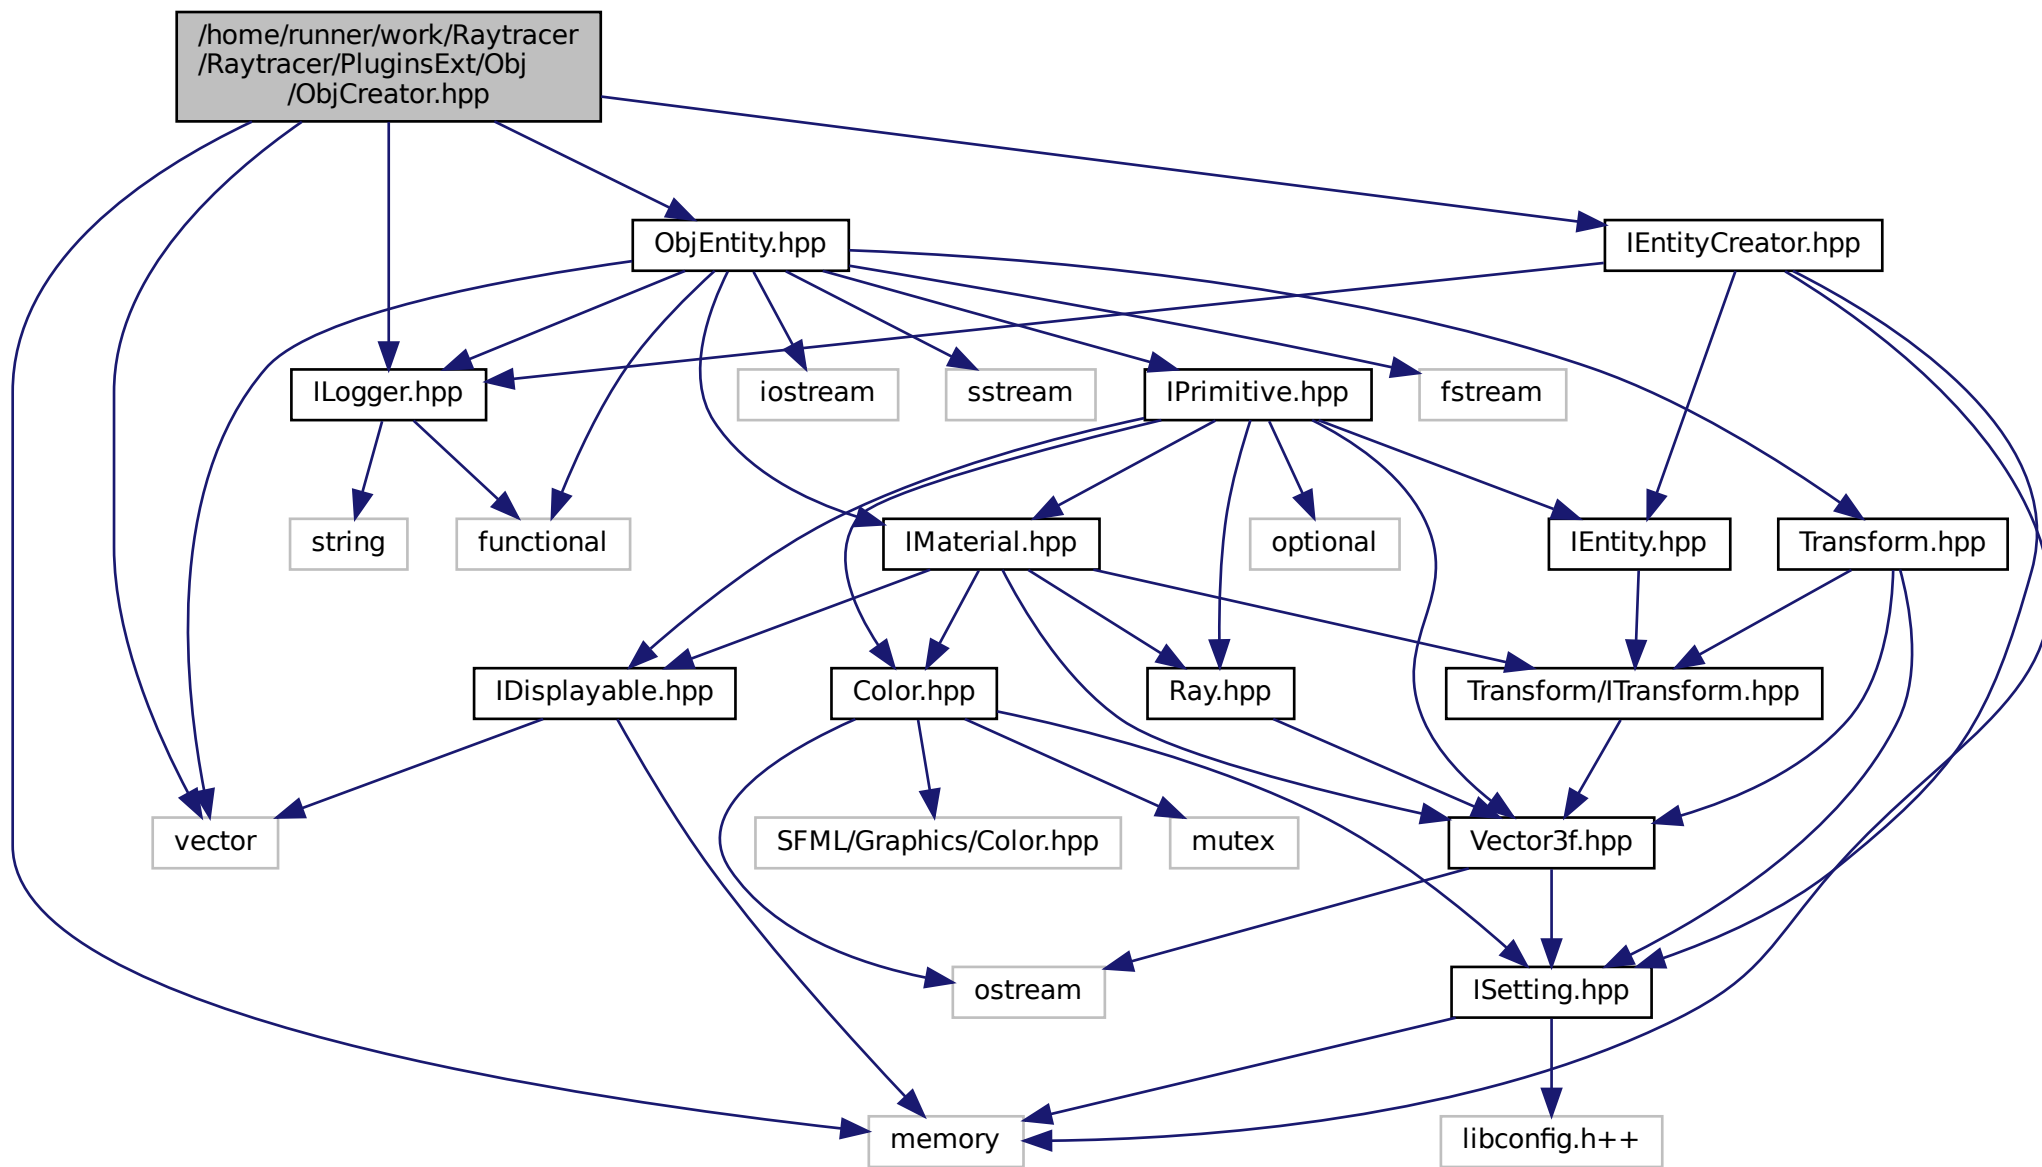 /home/runner/work/Raytracer
/Raytracer/PluginsExt/Obj
/ObjCreator.hpp
ObjEntity.hpp
IEntityCreator.hpp
ILogger.hpp
iostream
sstream
IPrimitive.hpp
fstream
string
functional
IMaterial.hpp
optional
IEntity.hpp
Transform.hpp
IDisplayable.hpp
Color.hpp
Ray.hpp
Transform/ITransform.hpp
vector
SFML/Graphics/Color.hpp
mutex
Vector3f.hpp
ostream
ISetting.hpp
memory
libconfig.h++